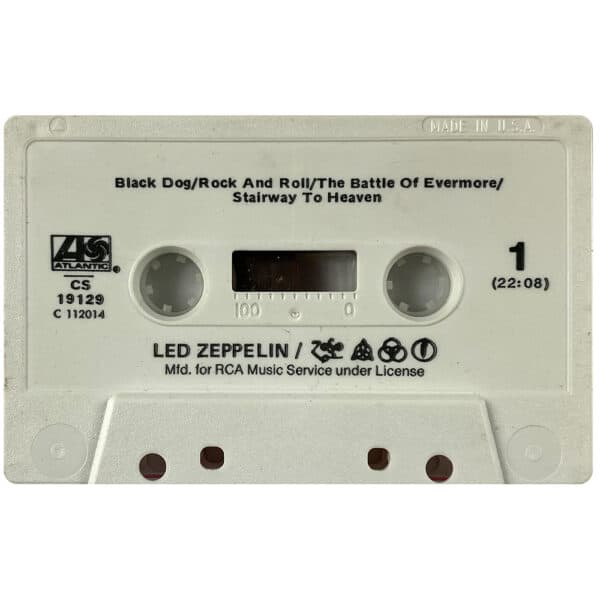 MADE IN U.S.A.
Black Dog/Rock And Roll/The Battle Of Evermore/
Stairway To Heaven
ATLANTIC
®
CS
19129
C 112014
1
(22:08)
100 0
LED ZEPPELIN /
Mfd. for RCA Music Service under License